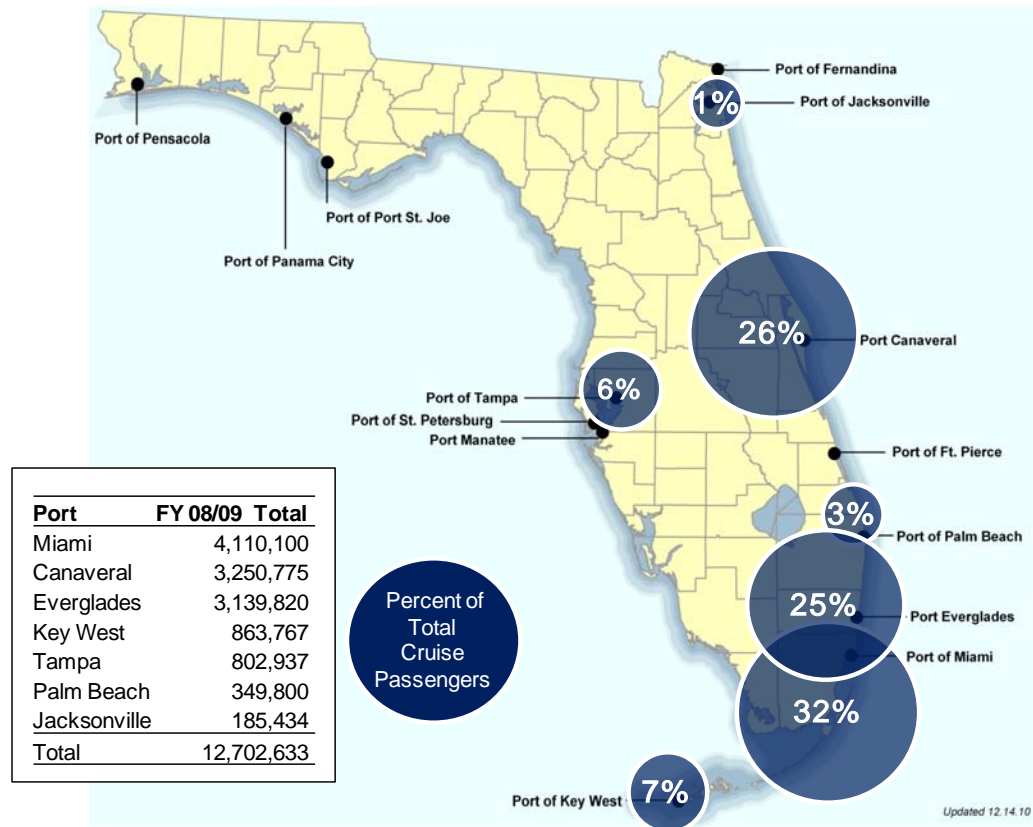 Port of Fernandina
1%
Port of Jacksonville
Port of Pensacola
Port of Port St. Joe
Port of Panama City
26%
Port Canaveral
6%
Port of Tampa
Port of St. Petersburg
Port Manatee
Port of Ft. Pierce
3%
Port of Palm Beach
25%
Port Everglades
Port of Miami
32%
7%
Port of Key West
Port FY 08/09 Total
Miami 4,110,100
Canaveral 3,250,775
Everglades 3,139,820
Key West 863,767
Tampa 802,937
Palm Beach 349,800
Jacksonville 185,434
Total 12,702,633
Percent of
Total
Cruise
Passengers
Updated 12.14.10